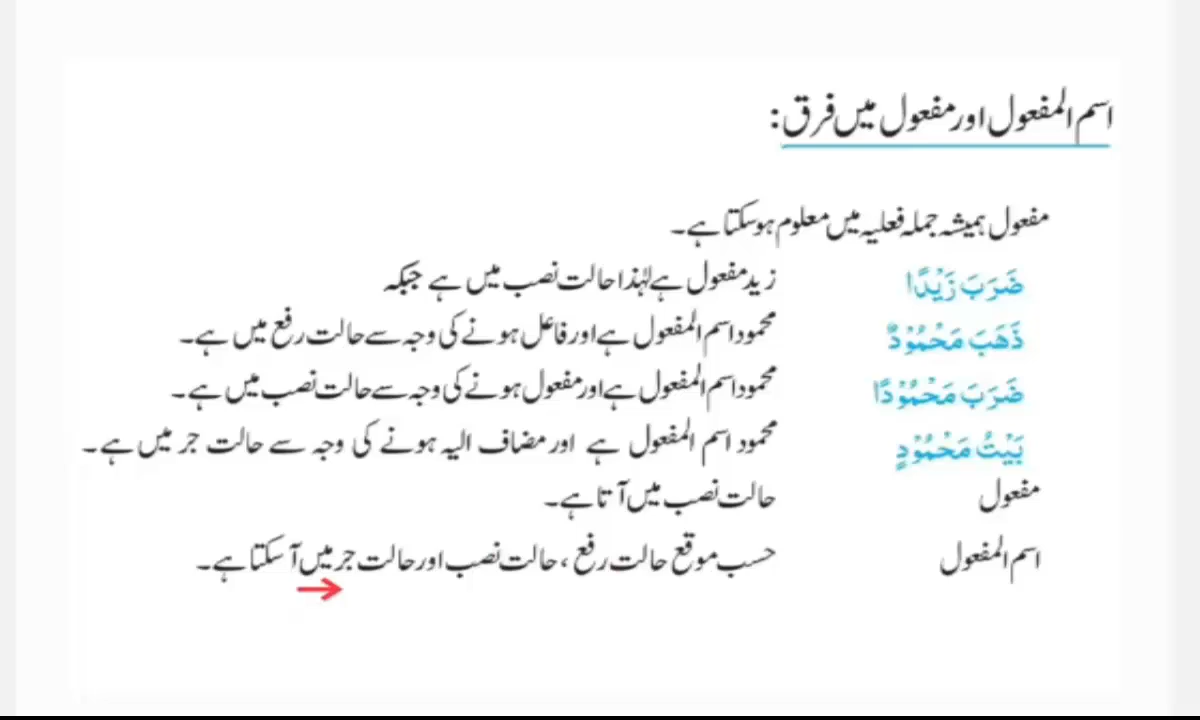 اسم المفعول اور مفعول میں فرق:
مفعول ہمیشہ جملہ فعلیہ میں معلوم ہو سکتا ہے۔
ضَرَبَ زَیْدًا زید مفعول ہے لہٰذا حالت نصب میں ہے جبکہ
ذَھَبَ مَحْمُوْدٌ محمود اسم المفعول ہے اور فاعل ہونے کی وجہ سے حالت رفع میں ہے۔
ضَرَبَ مَحْمُوْدًا محمود اسم المفعول ہے اور مفعول ہونے کی وجہ سے حالت نصب میں ہے۔
بَیْتُ مَحْمُوْدٍ محمود اسم المفعول ہے اور مضاف الیہ ہونے کی وجہ سے حالت جر میں ہے۔
مفعول حالت نصب میں آتا ہے۔
اسم المفعول حسب موقع حالت رفع، حالت نصب اور حالت جر میں آ سکتا ہے۔